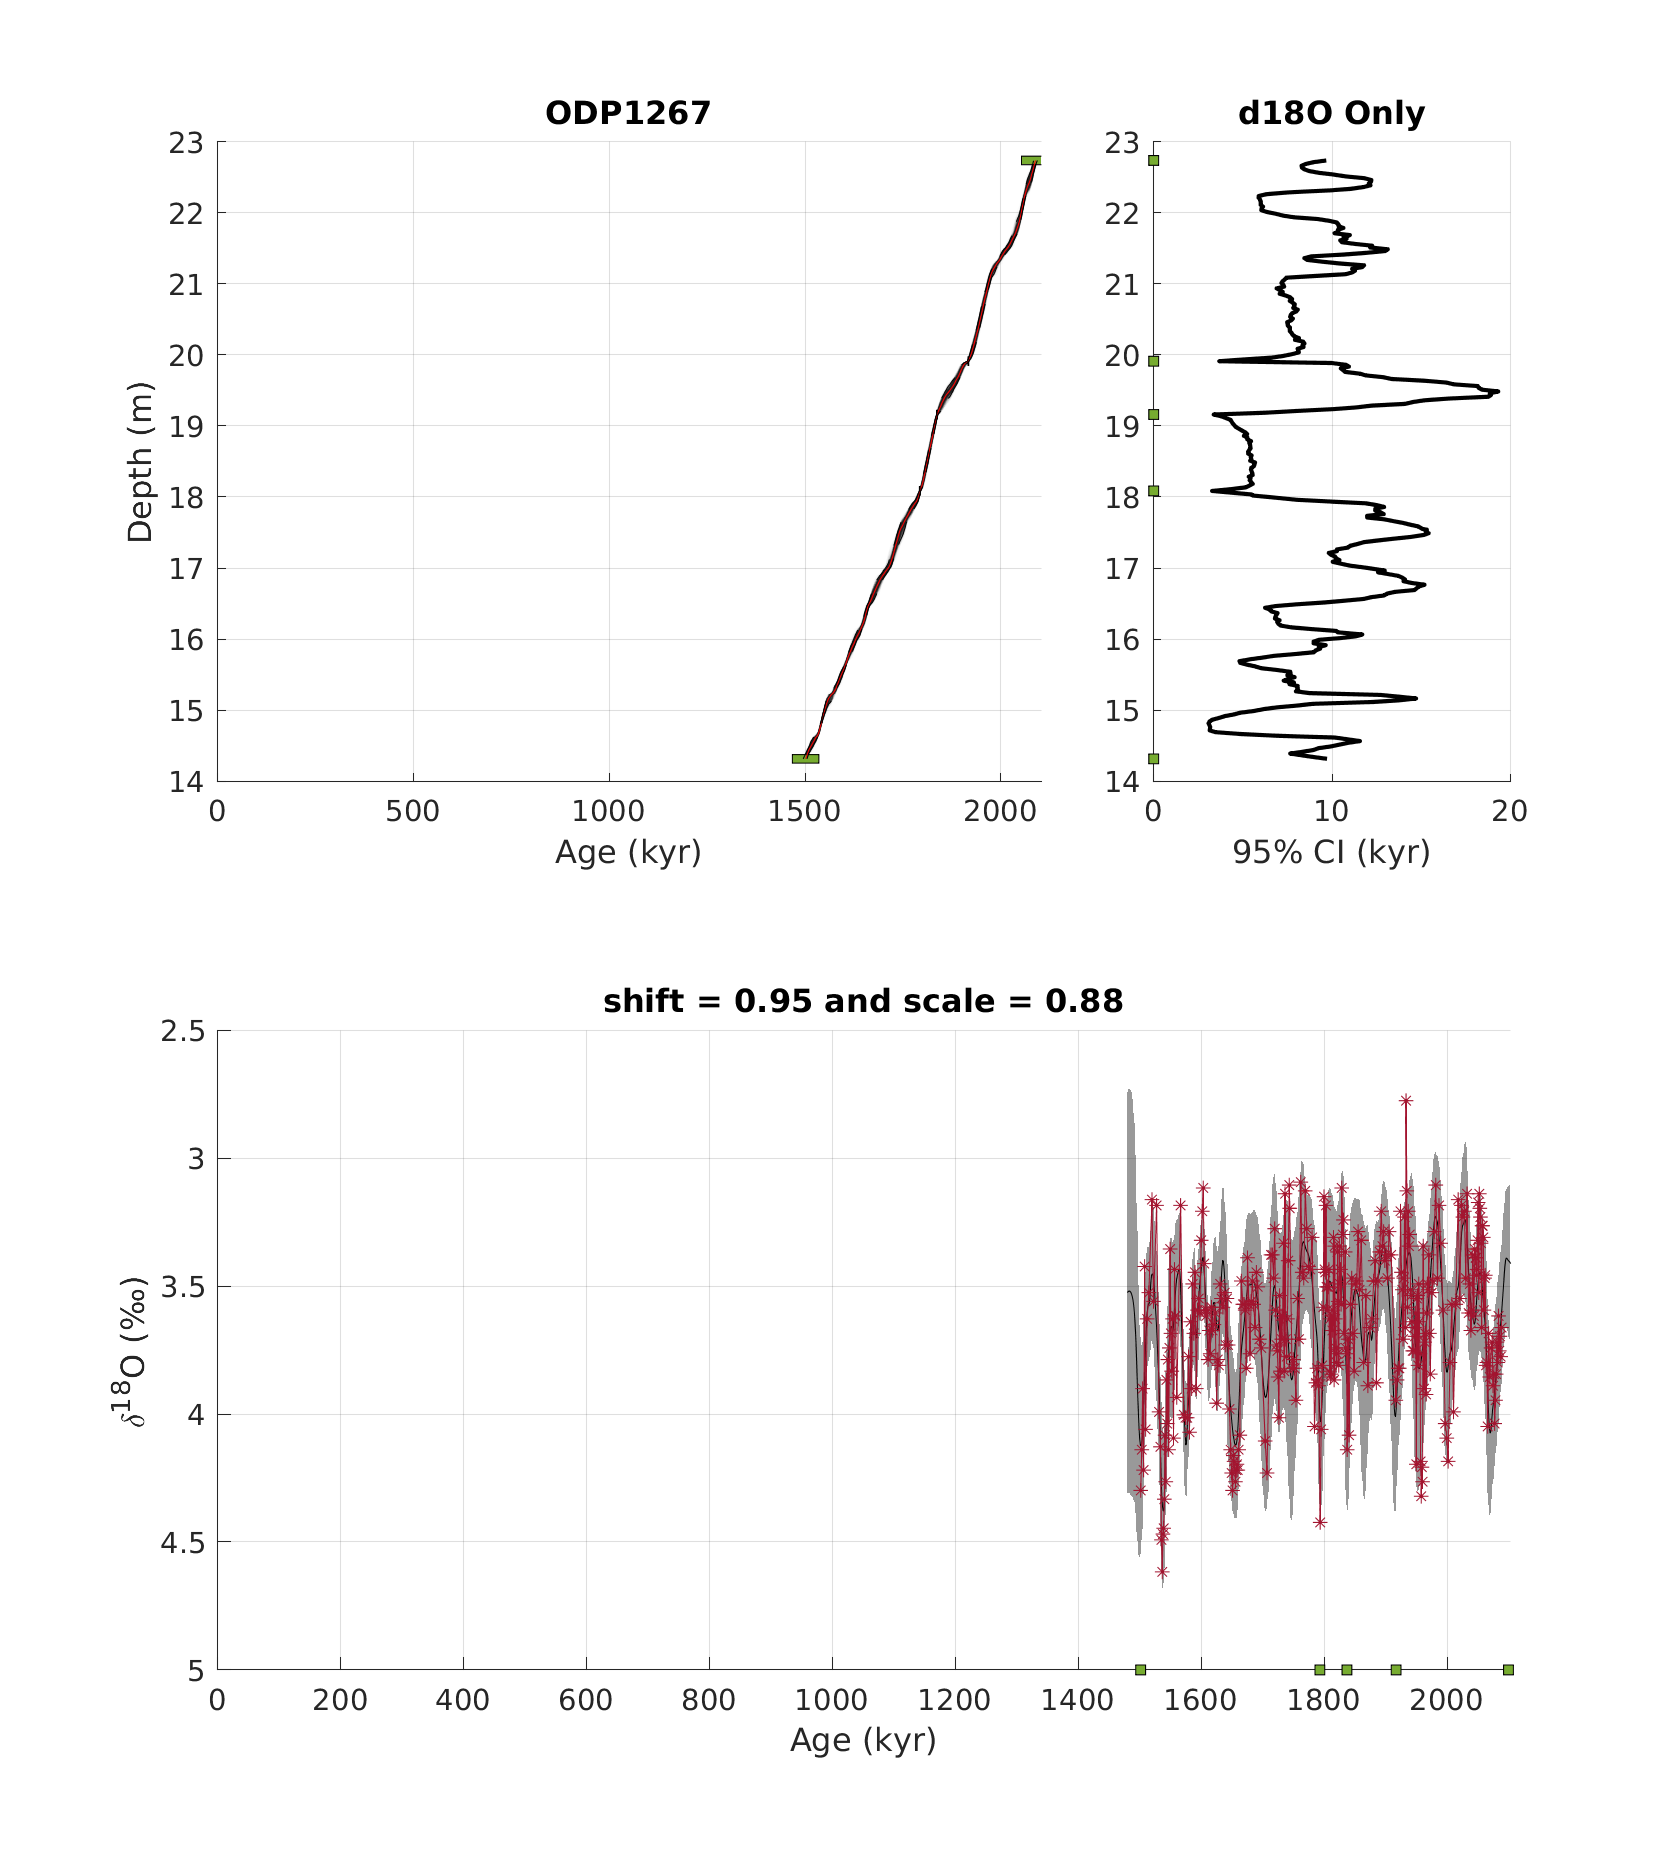 ODP1267
d18O Only
23
22
21
20
19
18
17
16
15
14
Depth (m)
0 500 1000 1500 2000
Age (kyr)
23
22
21
20
19
18
17
16
15
14
0 10 20
95% CI (kyr)
shift = 0.95 and scale = 0.88
2.5
3
3.5
4
4.5
5
δ¹⁸O (‰)
0 200 400 600 800 1000 1200 1400 1600 1800 2000
Age (kyr)